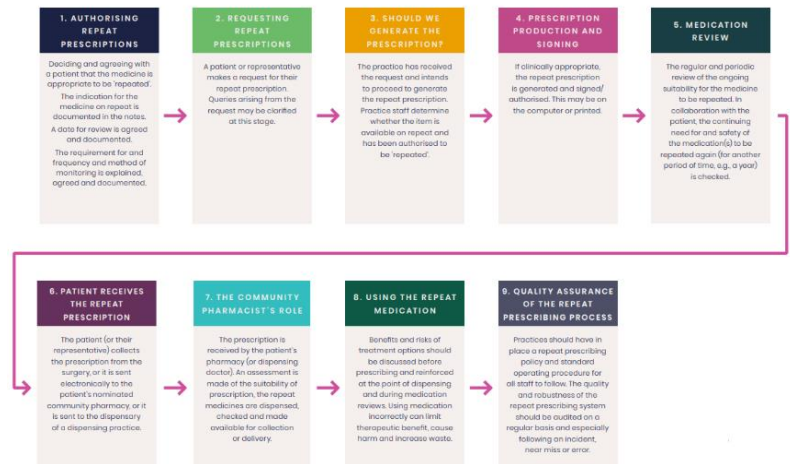 1. AUTHORISING
REPEAT
PRESCRIPTIONS
Deciding and agreeing with
a patient that the medicine is
appropriate to be 'repeated'.
The indication for the
medicine on repeat is
documented in the notes.
A date for review is agreed
and documented.
The requirement for and
frequency and method of
monitoring is explained,
agreed and documented.
2. REQUESTING
REPEAT
PRESCRIPTIONS
A patient or representative
makes a request for their
repeat prescription.
Queries arising from the
request may be clarified
at this stage.
3. SHOULD WE
GENERATE THE
PRESCRIPTION?
The practice has received
the request and intends
to proceed to generate
the repeat prescription.
Practice staff determine
whether the item is
available on repeat and
has been authorised to
be 'repeated'.
4. PRESCRIPTION
PRODUCTION AND
SIGNING
If clinically appropriate,
the repeat prescription
is generated and signed/
authorised. This may be on
the computer or printed.
5. MEDICATION
REVIEW
The regular and periodic
review of the ongoing
suitability for the medicine
to be repeated. In
collaboration with the
patient, the continuing
need for and safety of
the medication(s) to be
repeated again (for another
period of time, e.g., a year)
is checked.
6. PATIENT RECEIVES
THE REPEAT
PRESCRIPTION
The patient (or their
representative) collects
the prescription from the
surgery, or it is sent
electronically to the
patient's nominated
community pharmacy, or it
is sent to the dispensary
of a dispensing practice.
7. THE COMMUNITY
PHARMACIST'S ROLE
The prescription is
received by the patient's
pharmacy (or dispensing
doctor). An assessment is
made of the suitability of
prescription, the repeat
medicines are dispensed,
checked and made
available for collection
or delivery.
8. USING THE REPEAT
MEDICATION
Benefits and risks of
treatment options should
be discussed before
prescribing and reinforced
at the point of dispensing
and during medication
reviews. Using medication
incorrectly can limit
therapeutic benefit, cause
harm and increase waste.
9. QUALITY ASSURANCE
OF THE REPEAT
PRESCRIBING PROCESS
Practices should have in
place a repeat prescribing
policy and standard
operating procedure for
all staff to follow. The quality
and robustness of the
repeat prescribing system
should be audited on a
regular basis and especially
following an incident,
near miss or error.